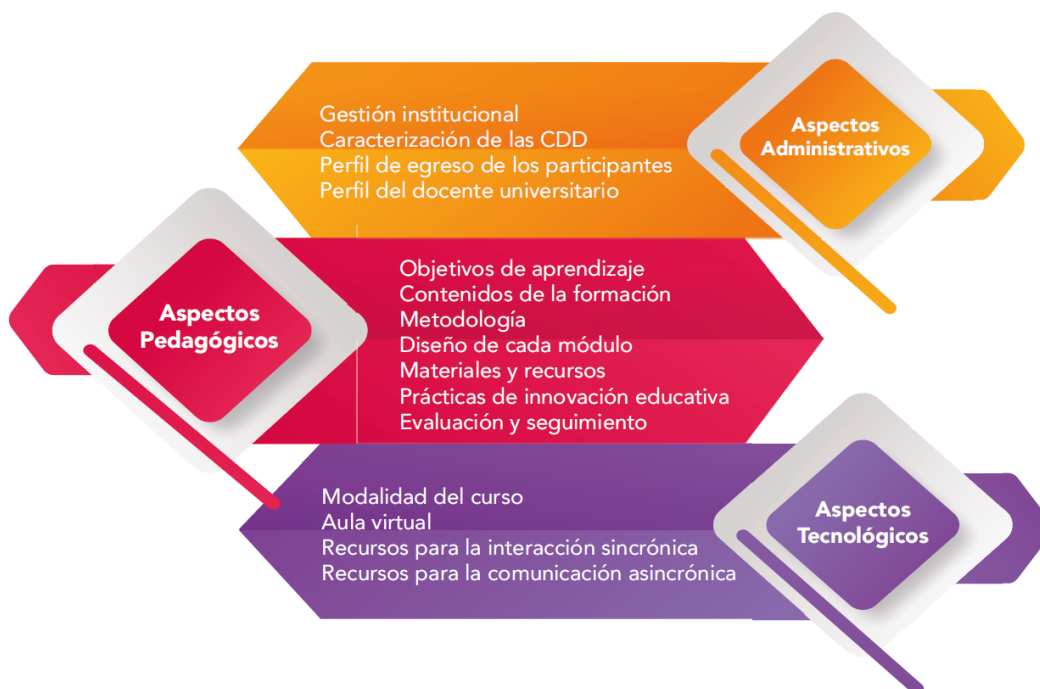 Gestión institucional
Caracterización de las CDD
Perfil de egreso de los participantes
Perfil del docente universitario
Aspectos
Administrativos
Aspectos
Pedagógicos
Objetivos de aprendizaje
Contenidos de la formación
Metodología
Diseño de cada módulo
Materiales y recursos
Prácticas de innovación educativa
Evaluación y seguimiento
Modalidad del curso
Aula virtual
Recursos para la interacción sincrónica
Recursos para la comunicación asincrónica
Aspectos
Tecnológicos